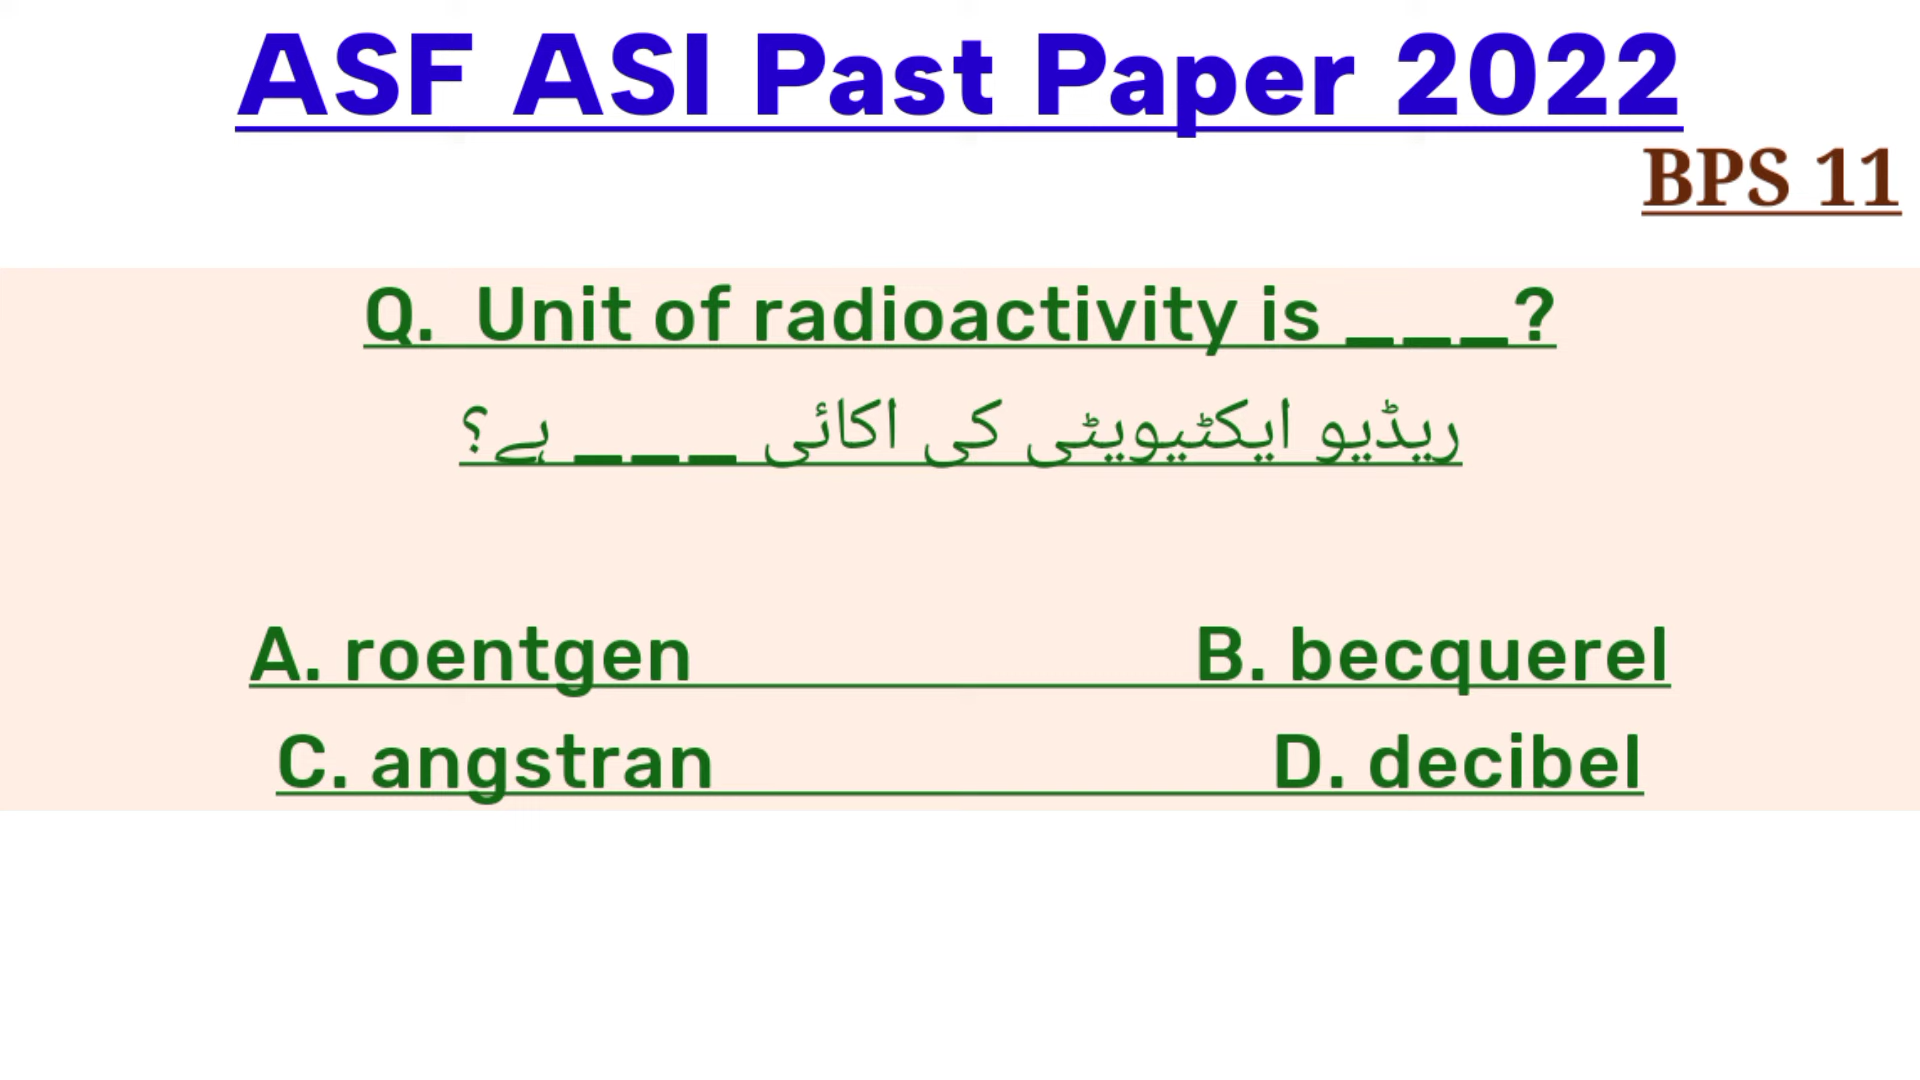 ASF ASI Past Paper 2022
BPS 11
Q. Unit of radioactivity is ___?
ریڈیو ایکٹیویٹی کی اکائی ___ ہے؟
A. roentgen B. becquerel
C. angstran D. decibel